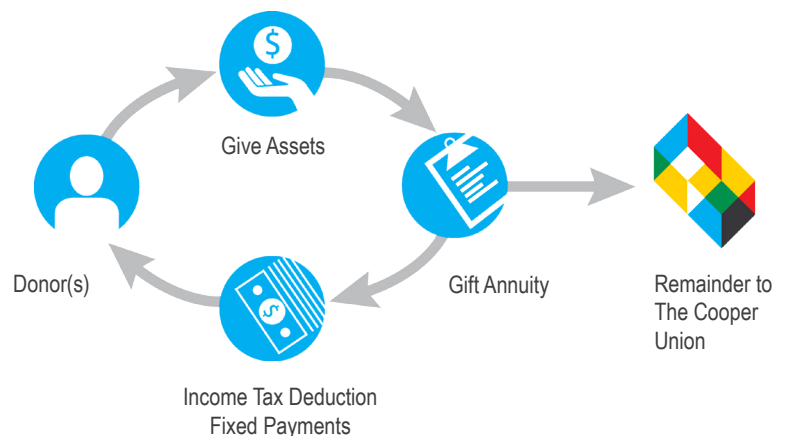 $
Give Assets
Donor(s)
Gift Annuity
Remainder to
The Cooper
Union
$
Income Tax Deduction
Fixed Payments